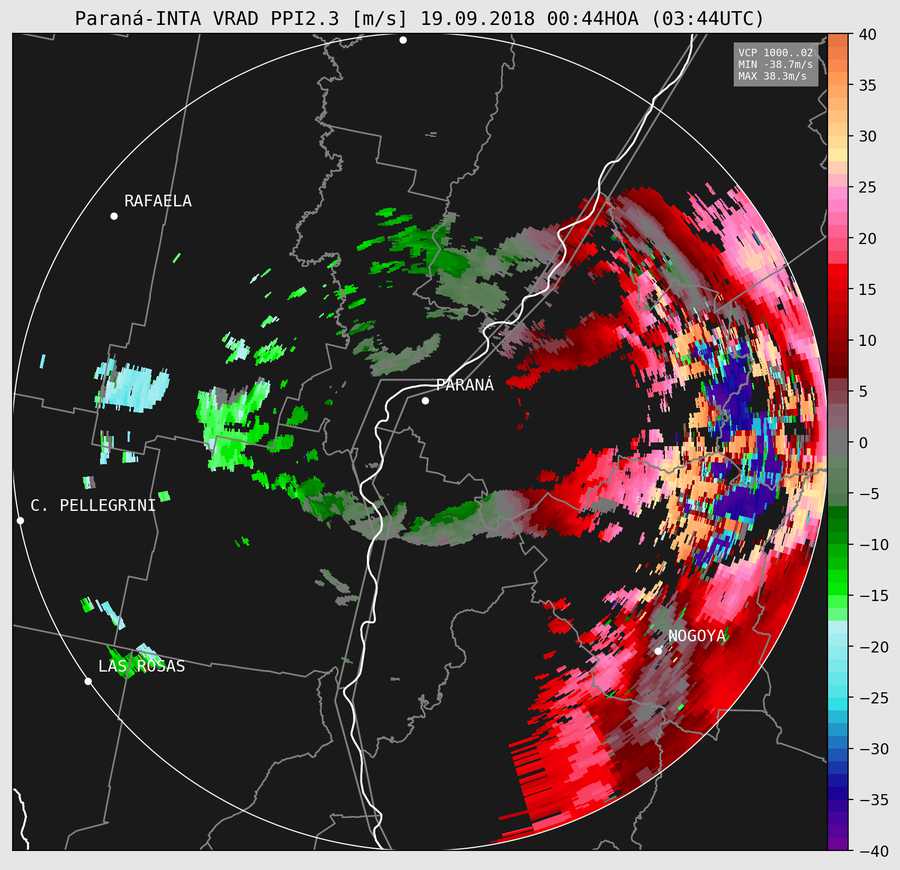 Paraná-INTA VRAD PPI2.3 [m/s] 19.09.2018 00:44HOA (03:44UTC)
VCP 1000..02
MIN -38.7m/s
MAX 38.3m/s
RAFAELA
PARANÁ
C. PELLEGRINI
LAS ROSAS
NOGOYA
40
35
30
25
20
15
10
5
0
−5
−10
−15
−20
−25
−30
−35
−40